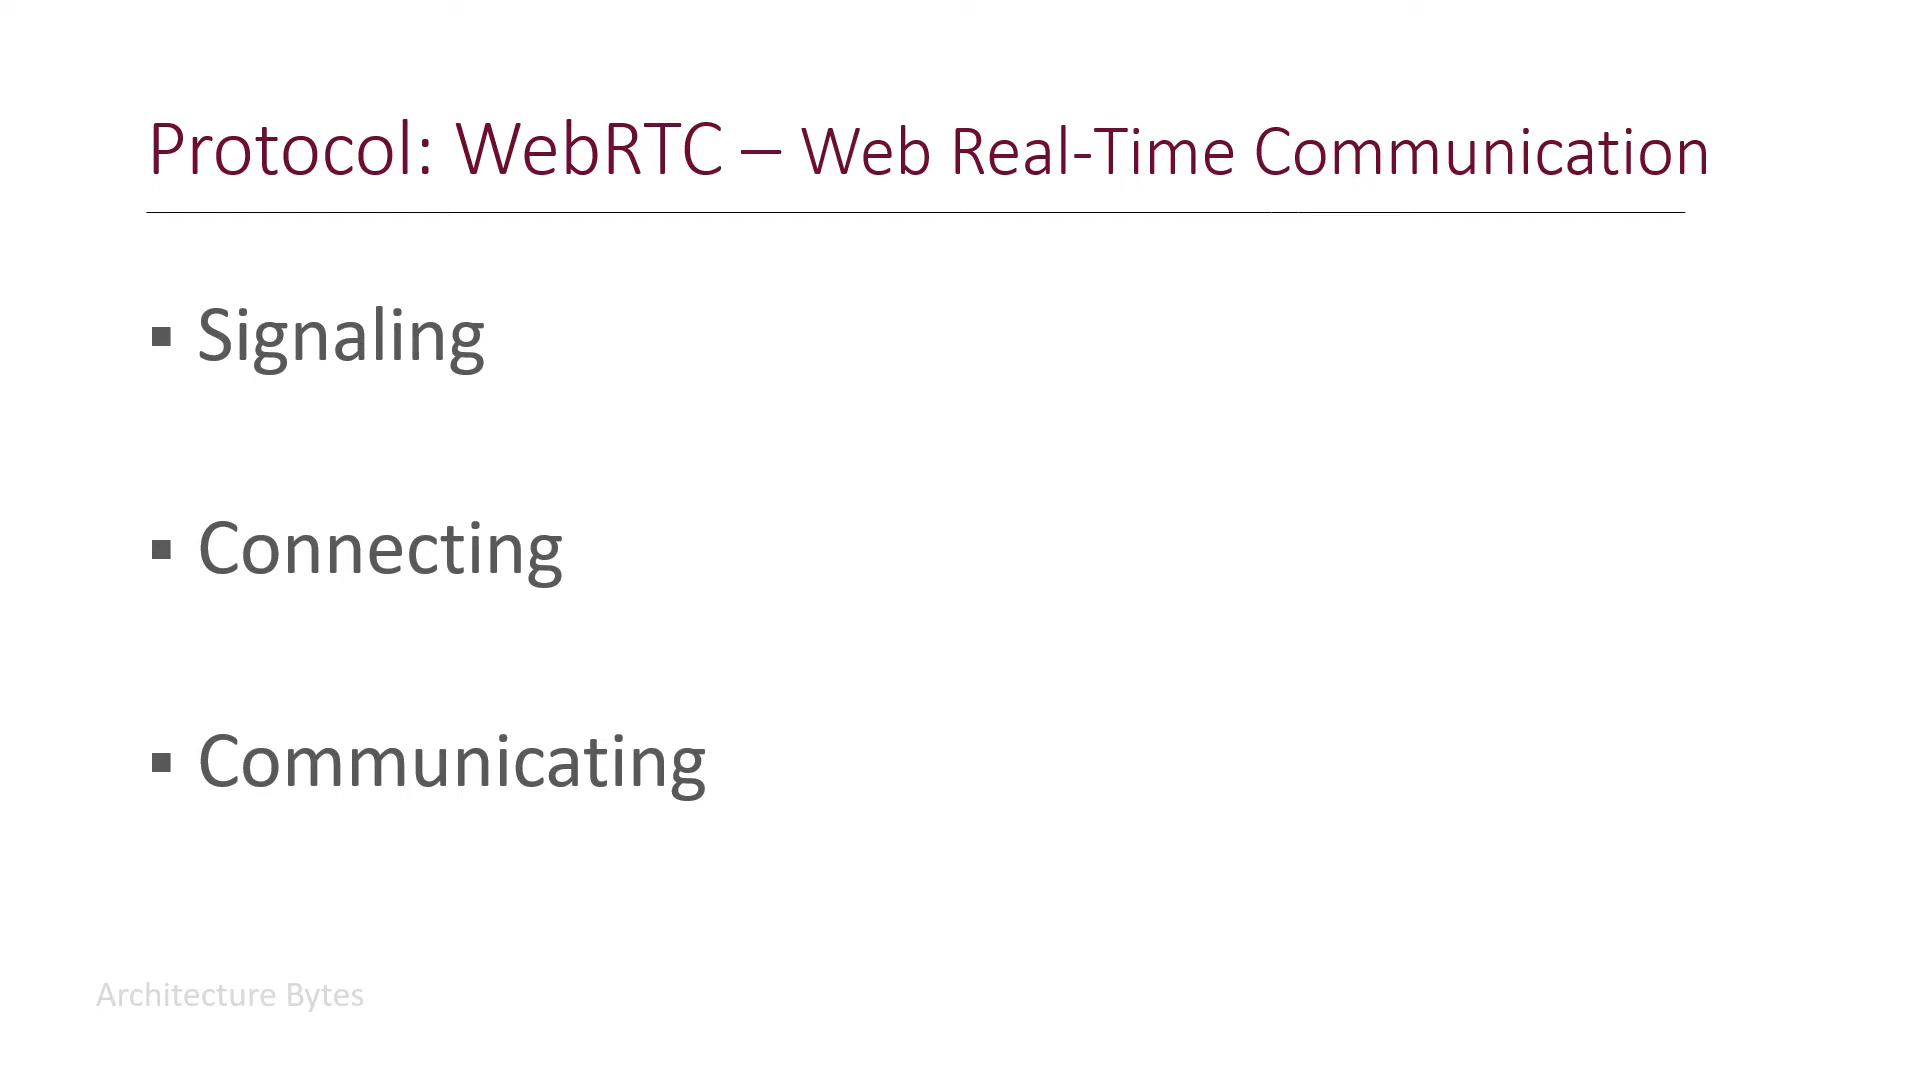 Protocol: WebRTC – Web Real-Time Communication
▪ Signaling
▪ Connecting
▪ Communicating
Architecture Bytes